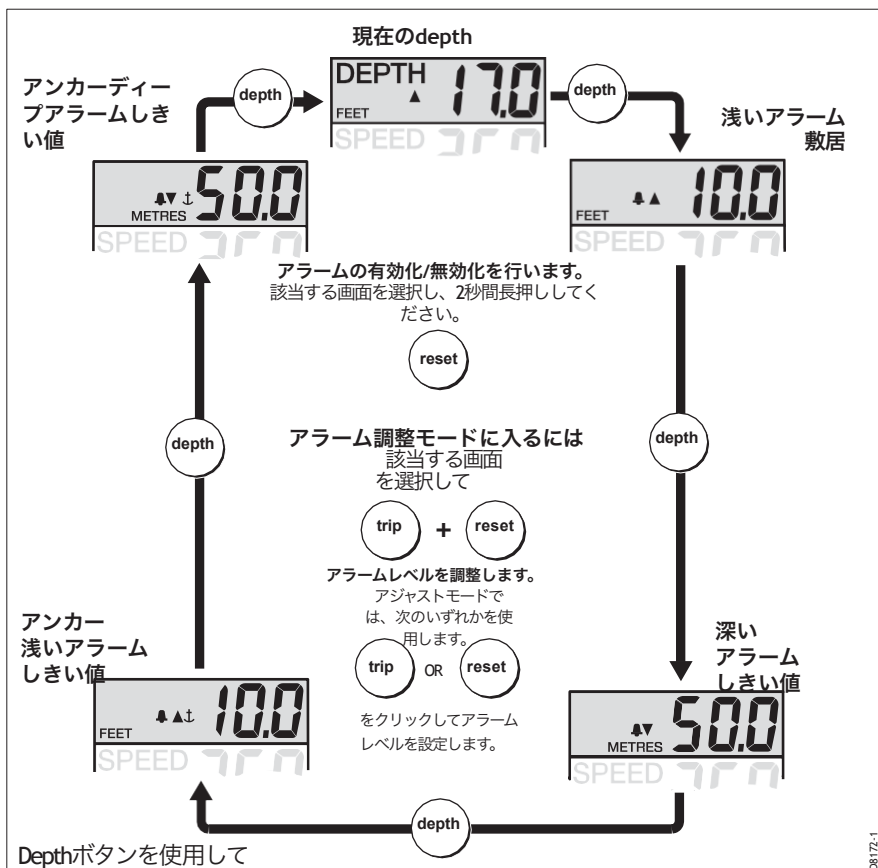 現在のdepth
アンカーディー
プアラームしき
い値
depth
DEPTH 17.0
FEET
SPEED
depth
浅いアラーム
敷居
50.0
METRES
SPEED
10.0
FEET
SPEED
アラームの有効化/無効化を行います。
該当する画面を選択し、2秒間長押ししてく
ださい。
reset
depth
depth
アラーム調整モードに入るには
該当する画面
を選択して
trip + reset
アラームレベルを調整します。
アジャストモードで
は、次のいずれかを使
用します。
trip OR reset
をクリックしてアラーム
レベルを設定します。
アンカー
浅いアラーム
しきい値
10.0
FEET
SPEED
深い
アラーム
しきい値
50.0
METRES
SPEED
depth
Depthボタンを使用して